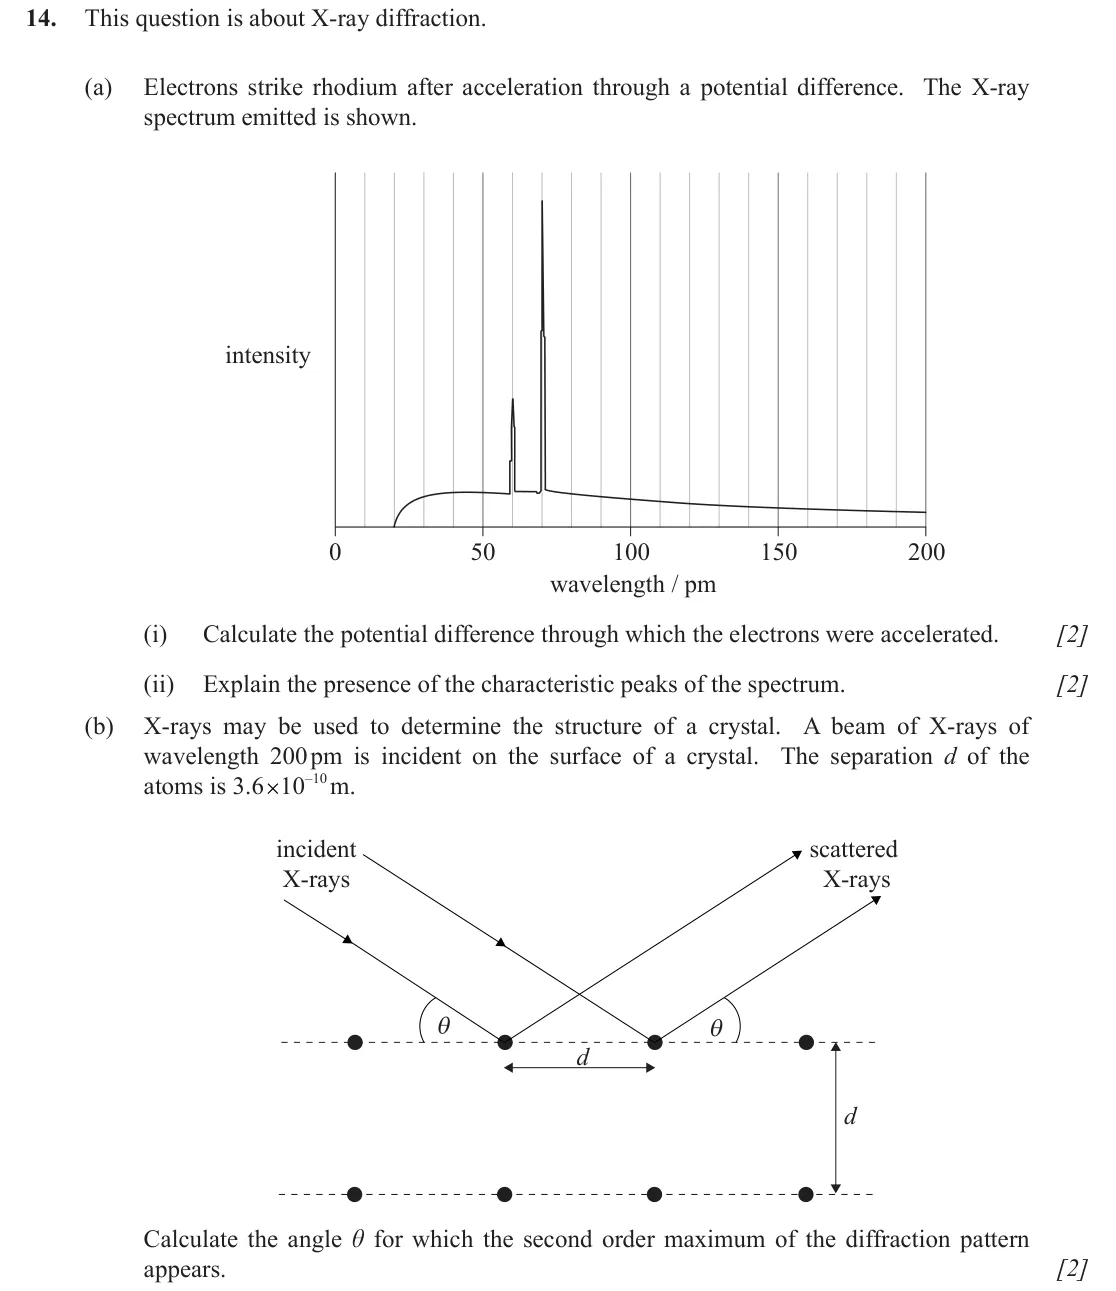 14. This question is about X-ray diffraction.
(a) Electrons strike rhodium after acceleration through a potential difference. The X-ray
spectrum emitted is shown.
intensity
0 50 100 150 200
wavelength / pm
(i) Calculate the potential difference through which the electrons were accelerated. [2]
(ii) Explain the presence of the characteristic peaks of the spectrum. [2]
(b) X-rays may be used to determine the structure of a crystal. A beam of X-rays of
wavelength 200 pm is incident on the surface of a crystal. The separation d of the
atoms is 3.6×10⁻¹⁰ m.
incident scattered
X-rays X-rays
θ θ
d
d
Calculate the angle θ for which the second order maximum of the diffraction pattern
appears. [2]